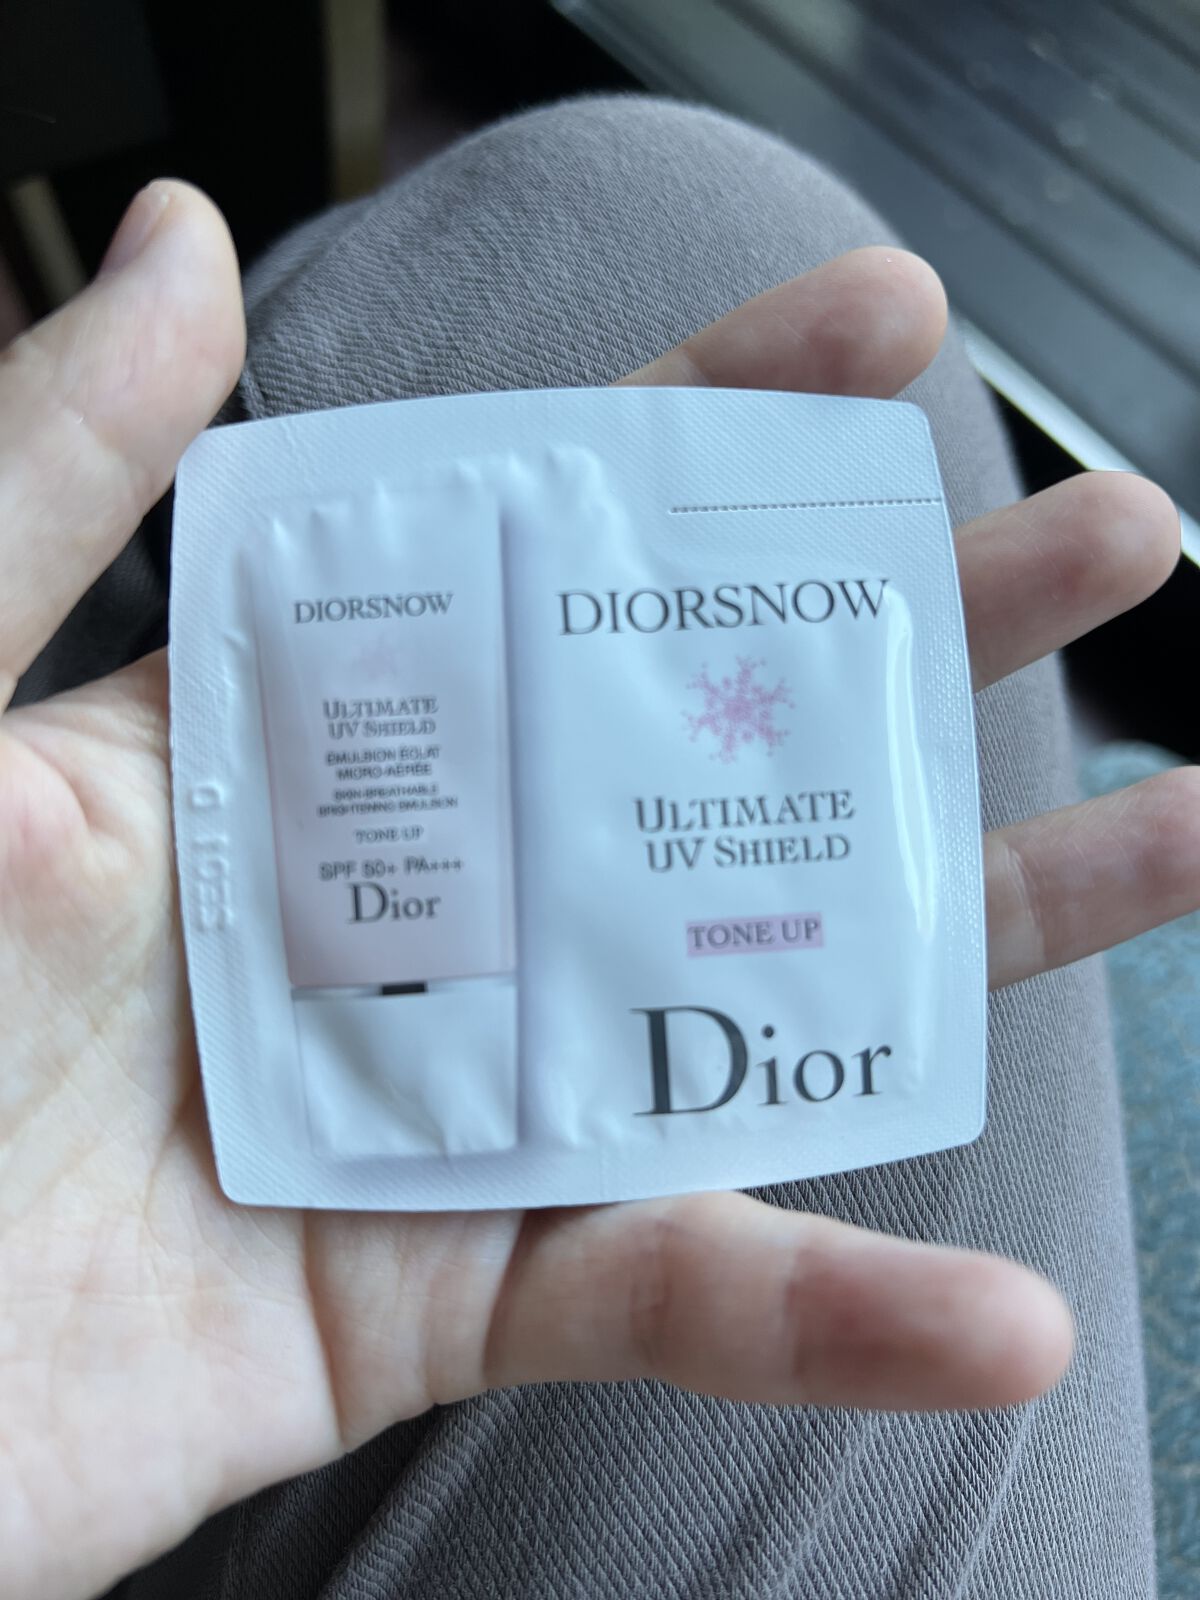 DIORSNOW
ULTIMATE
UV SHIELD
ÉMULSION ÉCLAT
MICRO-AÉRÉE
SKIN-BREATHABLE
BRIGHTENING EMULSION
TONE UP
SPF 50+ PA+++
Dior
DIORSNOW
ULTIMATE
UV SHIELD
TONE UP
Dior